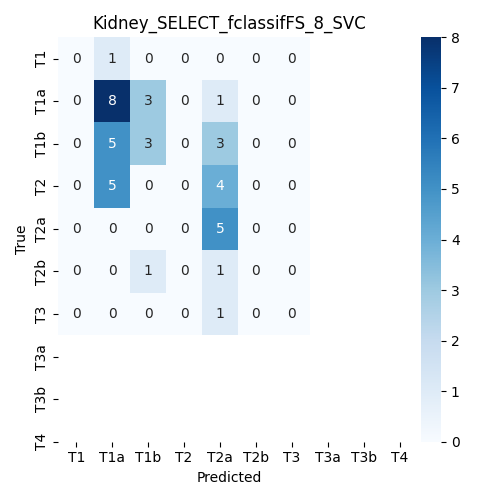 Kidney_SELECT_fclassifFS_8_SVC
True
T1 0 1 0 0 0 0 0
T1a 0 8 3 0 1 0 0
T1b 0 5 3 0 3 0 0
T2 0 5 0 0 4 0 0
T2a 0 0 0 0 5 0 0
T2b 0 0 1 0 1 0 0
T3 0 0 0 0 1 0 0
T3a
T3b
T4
T1 T1a T1b T2 T2a T2b T3 T3a T3b T4
Predicted
8
7
6
5
4
3
2
1
0